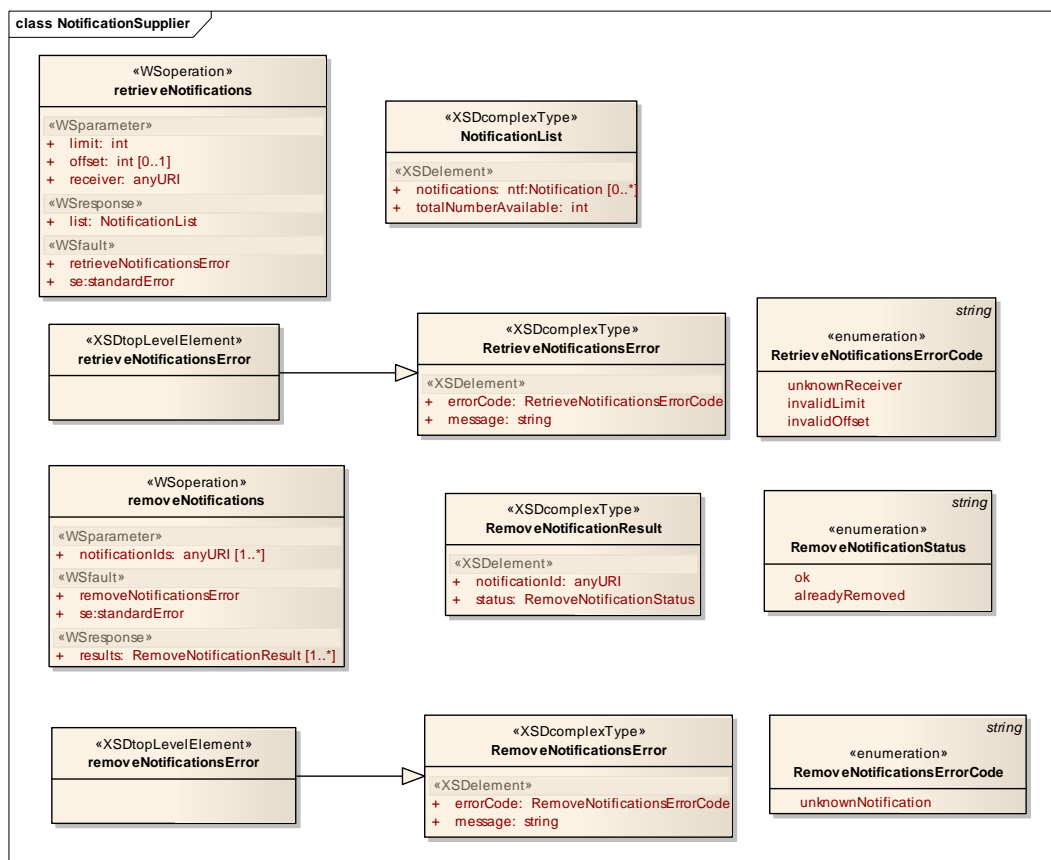 class NotificationSupplier
«WSoperation»
retrieveNotifications
«WSparameter»
+ limit: int
+ offset: int [0..1]
+ receiver: anyURI
«WSresponse»
+ list: NotificationList
«WSfault»
+ retrieveNotificationsError
+ se:standardError
«XSDcomplexType»
NotificationList
«XSDelement»
+ notifications: ntf:Notification [0..*]
+ totalNumberAvailable: int
«XSDtopLevelElement»
retrieveNotificationsError
«XSDcomplexType»
RetrieveNotificationsError
«XSDelement»
+ errorCode: RetrieveNotificationsErrorCode
+ message: string
string
«enumeration»
RetrieveNotificationsErrorCode
unknownReceiver
invalidLimit
invalidOffset
«WSoperation»
removeNotifications
«WSparameter»
+ notificationIds: anyURI [1..*]
«WSfault»
+ removeNotificationsError
+ se:standardError
«WSresponse»
+ results: RemoveNotificationResult [1..*]
«XSDcomplexType»
RemoveNotificationResult
«XSDelement»
+ notificationId: anyURI
+ status: RemoveNotificationStatus
string
«enumeration»
RemoveNotificationStatus
ok
alreadyRemoved
«XSDtopLevelElement»
removeNotificationsError
«XSDcomplexType»
RemoveNotificationsError
«XSDelement»
+ errorCode: RemoveNotificationsErrorCode
+ message: string
string
«enumeration»
RemoveNotificationsErrorCode
unknownNotification